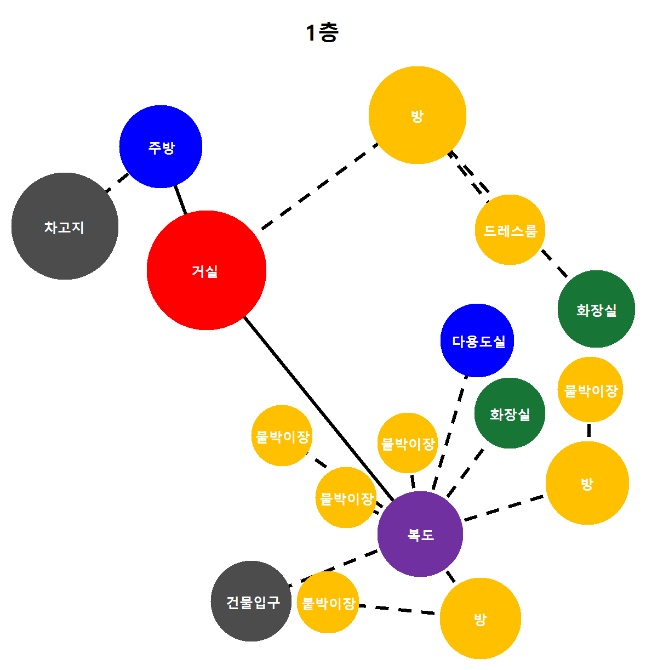 1층
방
주방
차고지
드레스룸
거실
화장실
다용도실
붙박이장
화장실
붙박이장
붙박이장
방
붙박이장
복도
건물입구
붙박이장
방